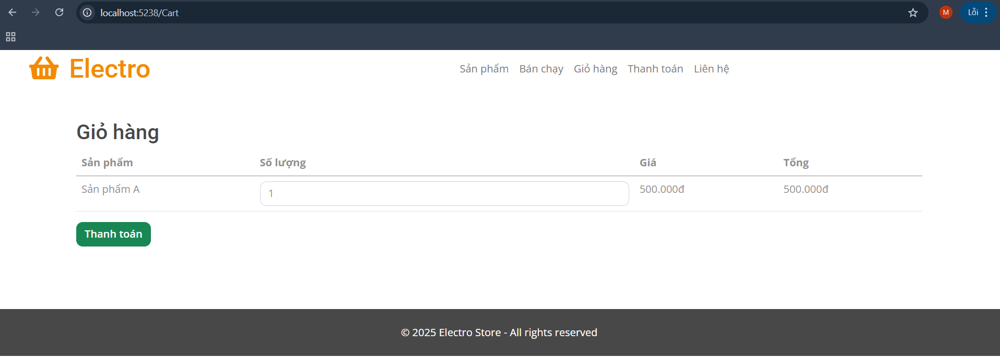 localhost:5238/Cart
M
Lỗi
Electro
Sản phẩm Bán chạy Giỏ hàng Thanh toán Liên hệ
Giỏ hàng
Sản phẩm Số lượng Giá Tổng
Sản phẩm A 1 500.000đ 500.000đ
Thanh toán
© 2025 Electro Store - All rights reserved